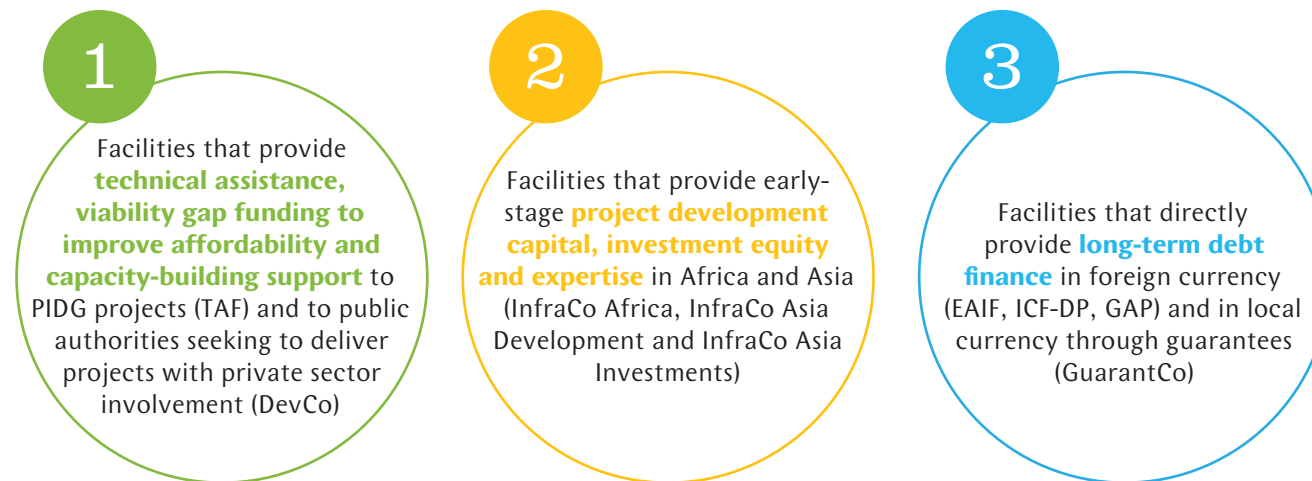 1
Facilities that provide
technical assistance,
viability gap funding to
improve affordability and
capacity-building support to
PIDG projects (TAF) and to public
authorities seeking to deliver
projects with private sector
involvement (DevCo)
2
Facilities that provide early-
stage project development
capital, investment equity
and expertise in Africa and Asia
(InfraCo Africa, InfraCo Asia
Development and InfraCo Asia
Investments)
3
Facilities that directly
provide long-term debt
finance in foreign currency
(EAIF, ICF-DP, GAP) and in local
currency through guarantees
(GuarantCo)